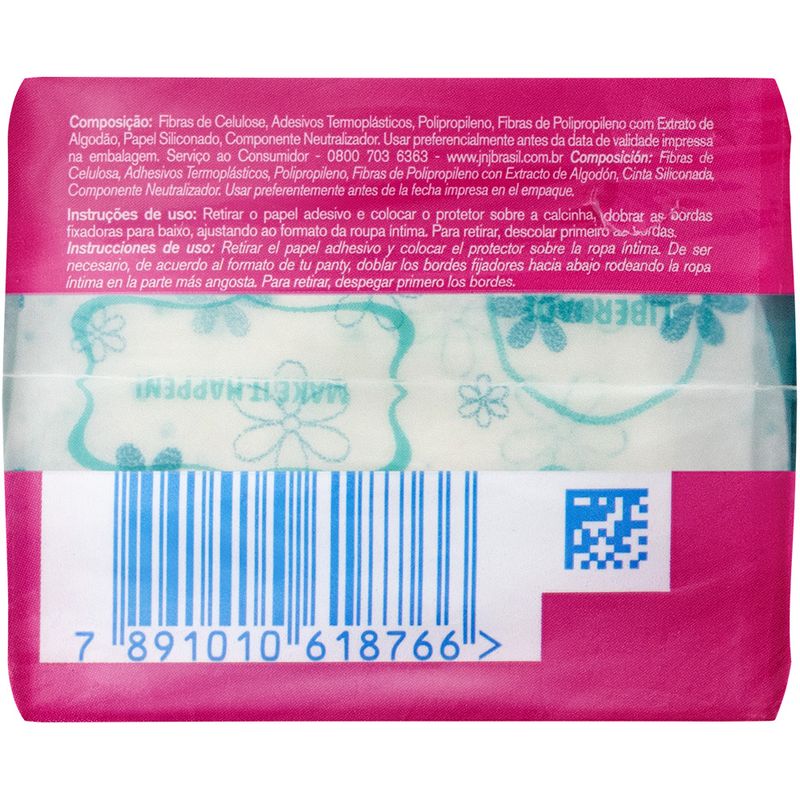 Composição: Fibras de Celulose, Adesivos Termoplásticos, Polipropileno, Fibras de Polipropileno com Extrato de
Algodão, Papel Siliconado, Componente Neutralizador. Usar preferencialmente antes da data de validade impressa
na embalagem. Serviço ao Consumidor - 0800 703 6363 - www.jnjbrasil.com.br Composición: Fibras de
Celulosa, Adhesivos Termoplásticos, Polipropileno, Fibras de Polipropileno con Extracto de Algodón, Cinta Siliconada,
Componente Neutralizador. Usar preferentemente antes de la fecha impresa en el empaque.
Instruções de uso: Retirar o papel adesivo e colocar o protetor sobre a calcinha, dobrar as bordas
fixadoras para baixo, ajustando ao formato da roupa íntima. Para retirar, descolar primeiro as bordas.
Instrucciones de uso: Retirar el papel adhesivo y colocar el protector sobre la ropa íntima. De ser
necesario, de acuerdo al formato de tu panty, doblar los bordes fijadores hacia abajo rodeando la ropa
íntima en la parte más angosta. Para retirar, despegar primero los bordes.
LIBERDADE
MAKE IT HAPPEN!
7 891010 618766 >